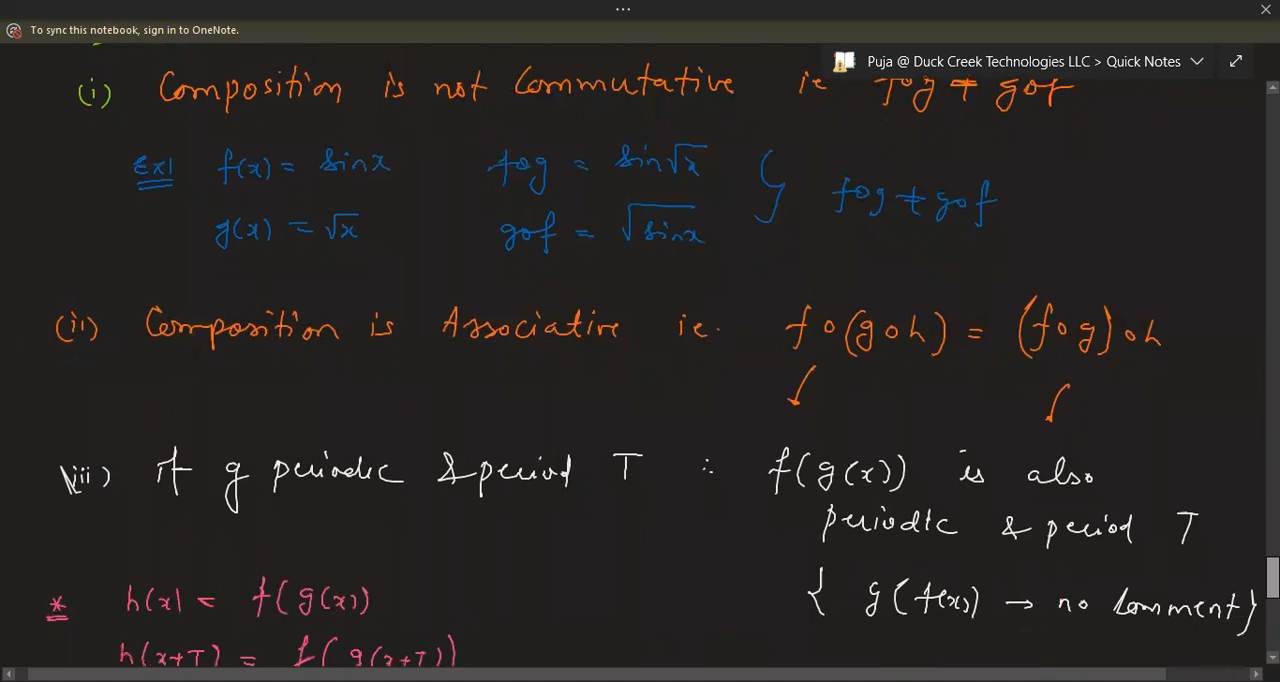 To sync this notebook, sign in to OneNote.
Puja @ Duck Creek Technologies LLC > Quick Notes
(i) Composition is not Commutative ie fog ≠ gof
Ex1 f(x) = sinx fog = sin√x } fog ≠ gof
g(x) = √x gof = √sinx
(ii) Composition is Associative ie. fo(goh) = (fog)oh
(iii) if g periodic & period T ∴ f(g(x)) is also
periodic & period T
* h(x) = f(g(x)) { g(f(x)) → no comment}
h(x+T) = f(g(x+T))